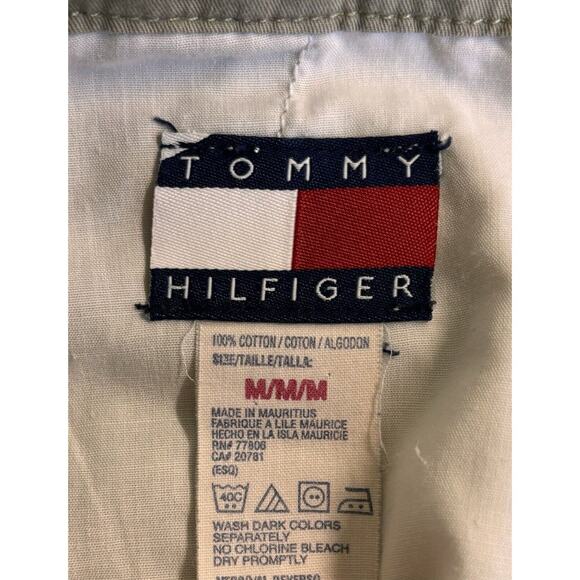 TOMMY
HILFIGER
100% COTTON / COTON / ALGODON
SIZE/TAILLE/TALLA:
M/M/M
MADE IN MAURITIUS
FABRIQUE A LILE MAURICE
HECHO EN LA ISLA MAURICIE
RN# 77806
CA# 20781
(ESQ)
40C
WASH DARK COLORS
SEPARATELY
NO CHLORINE BLEACH
DRY PROMPTLY